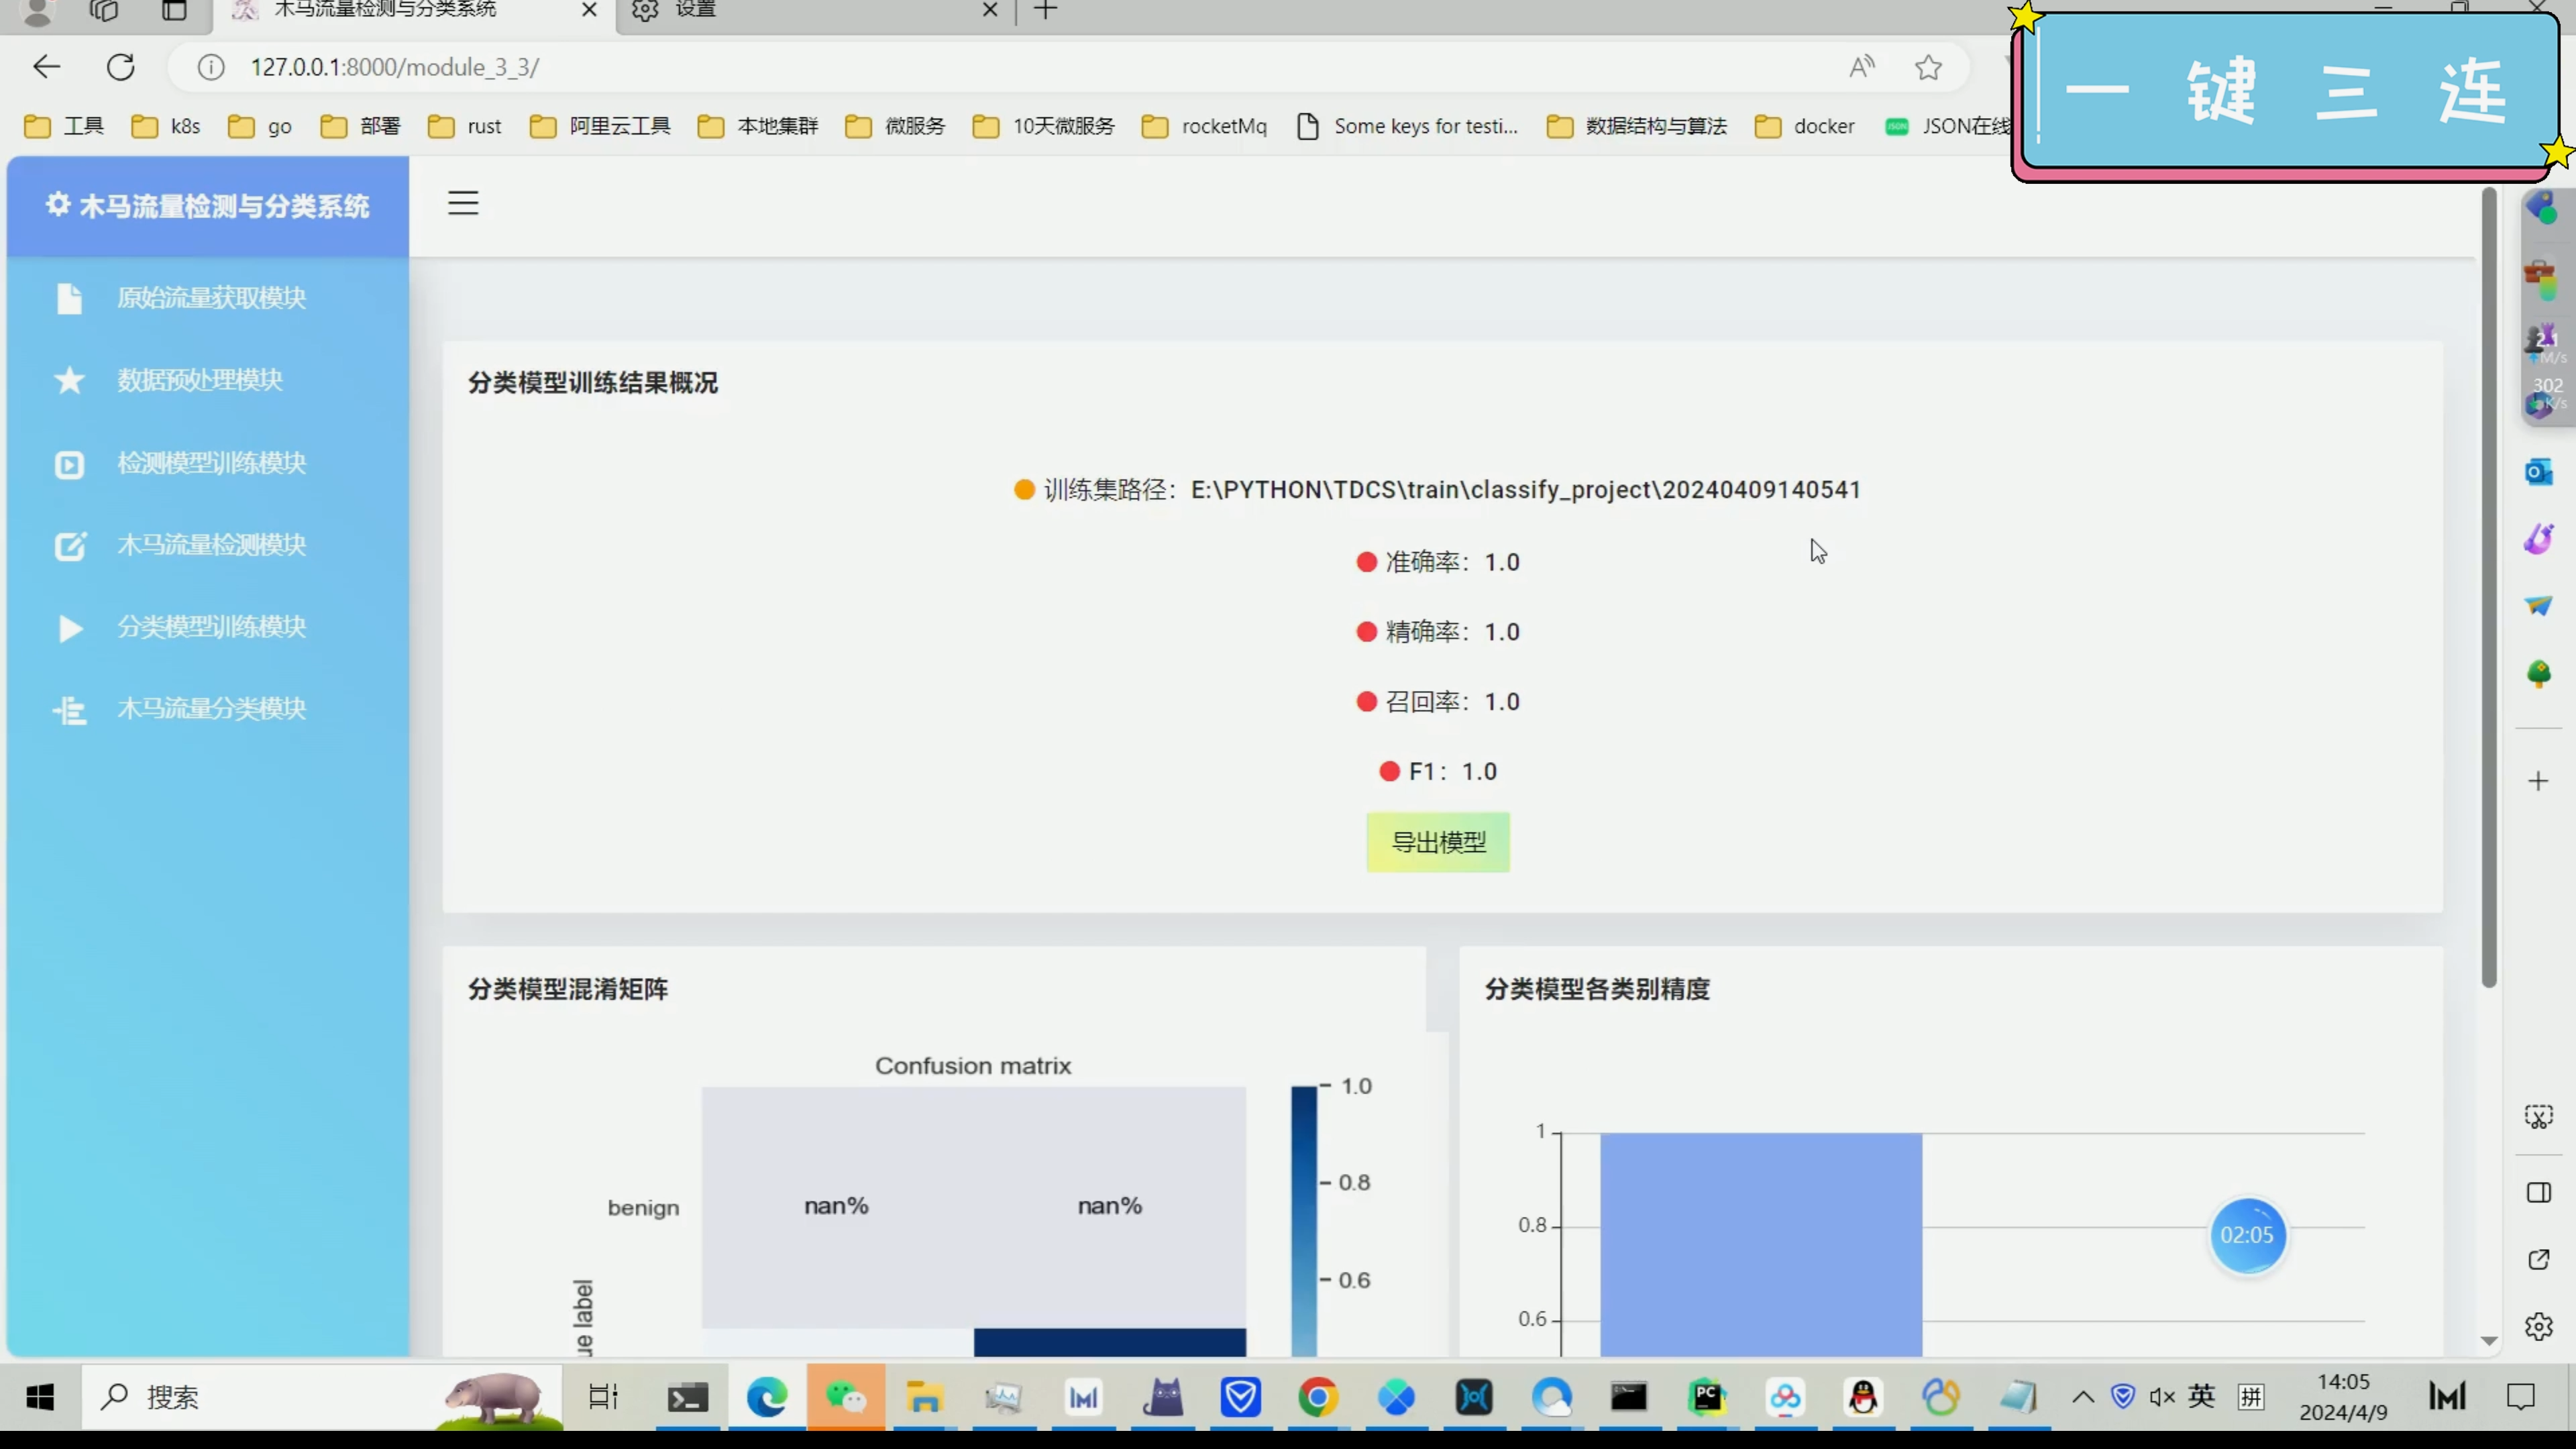 木马流量检测与分类系统
设置
127.0.0.1:8000/module_3_3/
一键三连
工具
k8s
go
部署
rust
阿里云工具
本地集群
微服务
10天微服务
rocketMq
Some keys for testi...
数据结构与算法
docker
JSON在线
木马流量检测与分类系统
原始流量获取模块
数据预处理模块
检测模型训练模块
木马流量检测模块
分类模型训练模块
木马流量分类模块
分类模型训练结果概况
训练集路径：E:\PYTHON\TDCS\train\classify_project\20240409140541
准确率：1.0
精确率：1.0
召回率：1.0
F1：1.0
导出模型
302
分类模型混淆矩阵
Confusion matrix
benign
nan%
nan%
1.0
0.8
0.6
分类模型各类别精度
1
0.8
0.6
02:05
搜索
英
拼
14:05
2024/4/9